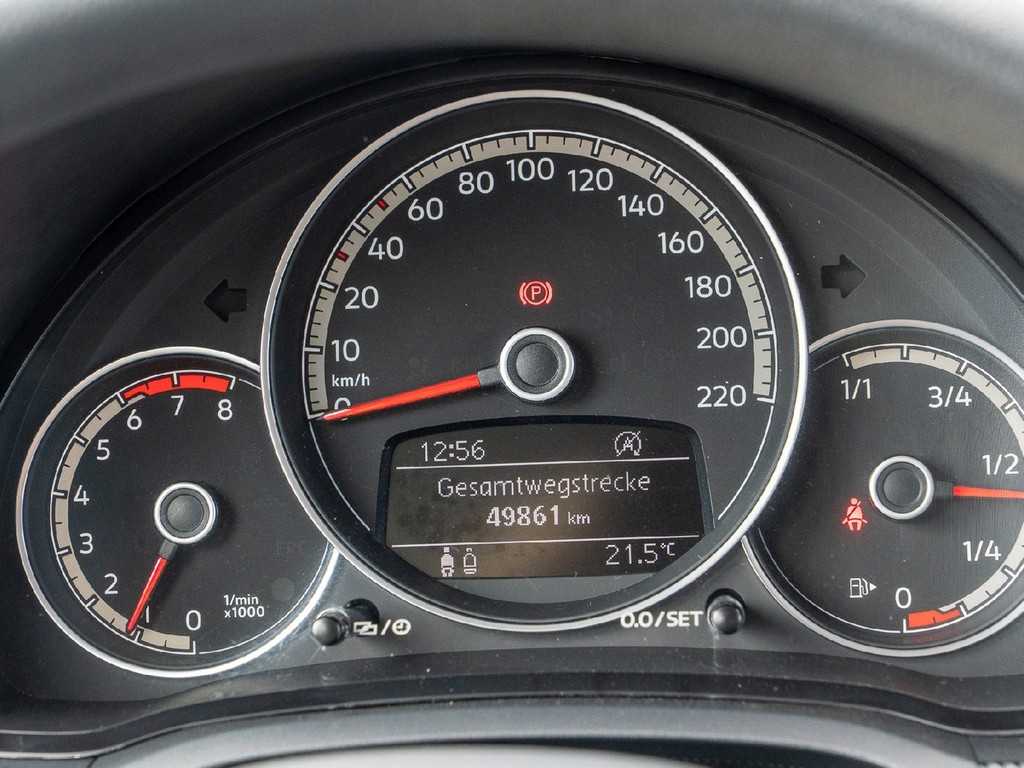 100
80 120
60 140
40 160
20 180
10 200
km/h
0 220
P
12:56 A
Gesamtwegstrecke
49861 km
21.5°C
8
7
6
5
4
3
2
1
0
1/min
x1000
1/1
3/4
1/2
1/4
0
0.0/SET